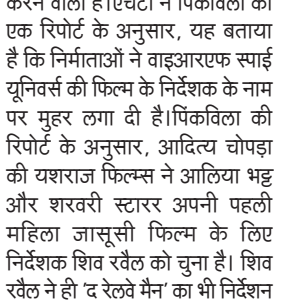 करने वाली है।एचटी ने पिंकविला की
एक रिपोर्ट के अनुसार, यह बताया
है कि निर्माताओं ने वाइआरएफ स्पाई
यूनिवर्स की फिल्म के निर्देशक के नाम
पर मुहर लगा दी है।पिंकविला की
रिपोर्ट के अनुसार, आदित्य चोपड़ा
की यशराज फिल्म्स ने आलिया भट्ट
और शरवरी स्टारर अपनी पहली
महिला जासूसी फिल्म के लिए
निर्देशक शिव रवैल को चुना है। शिव
रवैल ने ही 'द रेलवे मैन' का भी निर्देशन